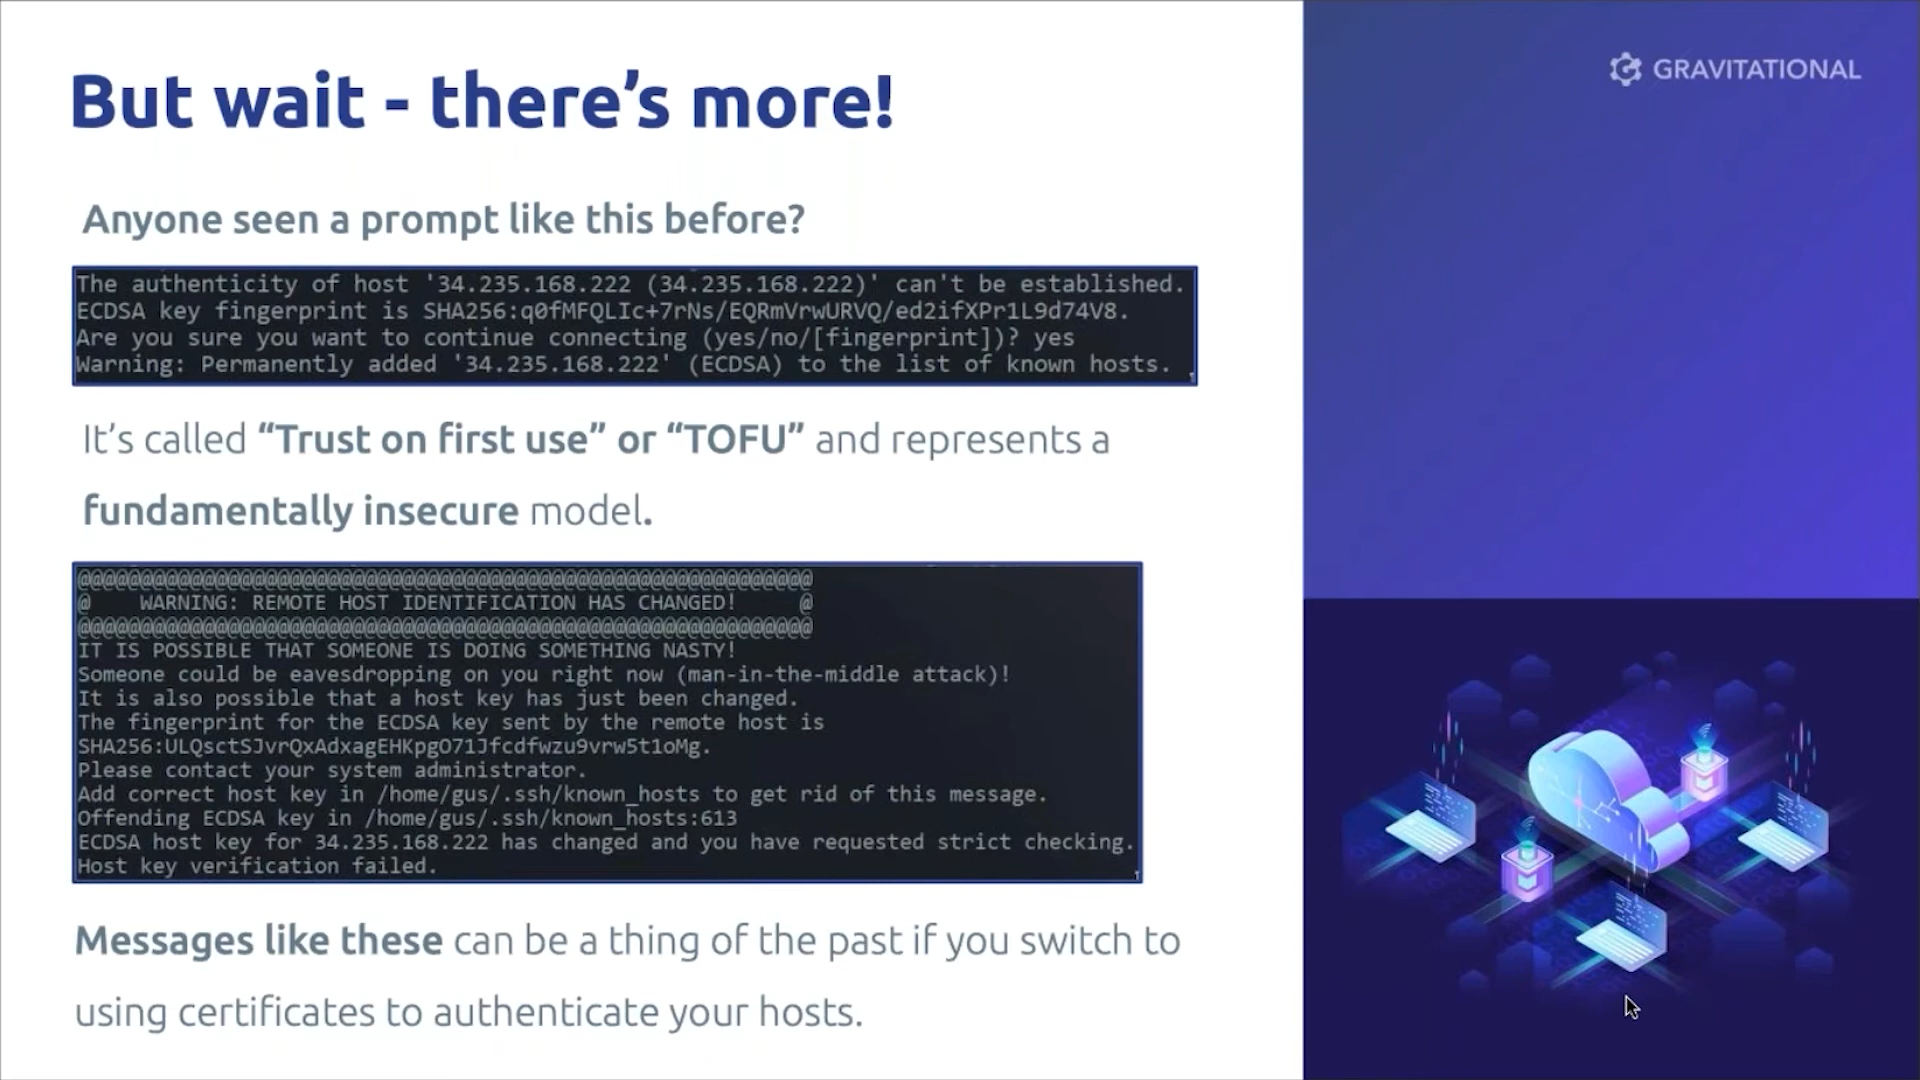 But wait - there's more!
GRAVITATIONAL
Anyone seen a prompt like this before?
The authenticity of host '34.235.168.222 (34.235.168.222)' can't be established.
ECDSA key fingerprint is SHA256:q0fMFQLIc+7rNs/EQRmVrwURVQ/ed2ifXPr1L9d74V8.
Are you sure you want to continue connecting (yes/no/[fingerprint])? yes
Warning: Permanently added '34.235.168.222' (ECDSA) to the list of known hosts.
It's called “Trust on first use” or “TOFU” and represents a
fundamentally insecure model.
@@@@@@@@@@@@@@@@@@@@@@@@@@@@@@@@@@@@@@@@@@@@@@@@@@@@@@@@@@@
@    WARNING: REMOTE HOST IDENTIFICATION HAS CHANGED!     @
@@@@@@@@@@@@@@@@@@@@@@@@@@@@@@@@@@@@@@@@@@@@@@@@@@@@@@@@@@@
IT IS POSSIBLE THAT SOMEONE IS DOING SOMETHING NASTY!
Someone could be eavesdropping on you right now (man-in-the-middle attack)!
It is also possible that a host key has just been changed.
The fingerprint for the ECDSA key sent by the remote host is
SHA256:ULQsctSJvrQxAdxagEHKpgO71Jfcdfwzu9vrw5t1oMg.
Please contact your system administrator.
Add correct host key in /home/gus/.ssh/known_hosts to get rid of this message.
Offending ECDSA key in /home/gus/.ssh/known_hosts:613
ECDSA host key for 34.235.168.222 has changed and you have requested strict checking.
Host key verification failed.
Messages like these can be a thing of the past if you switch to
using certificates to authenticate your hosts.